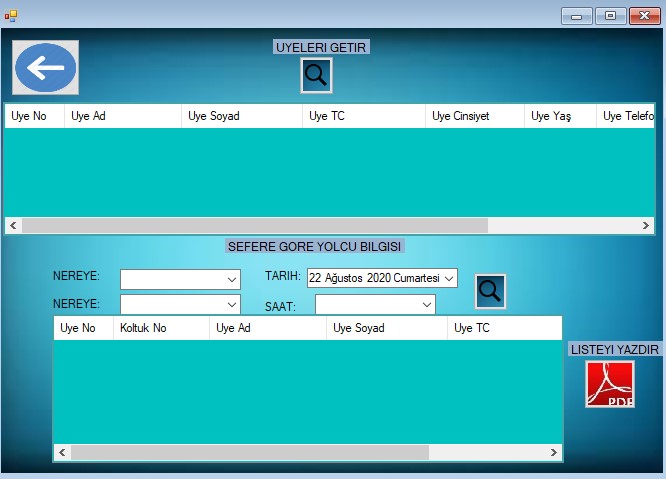 UYELERI GETIR
Uye No Uye Ad Uye Soyad Uye TC Uye Cinsiyet Uye Yaş Uye Telefo
SEFERE GORE YOLCU BILGISI
NEREYE: TARIH: 22 Ağustos 2020 Cumartesi
NEREYE: SAAT:
Uye No Koltuk No Uye Ad Uye Soyad Uye TC
LISTEYI YAZDIR
PDF